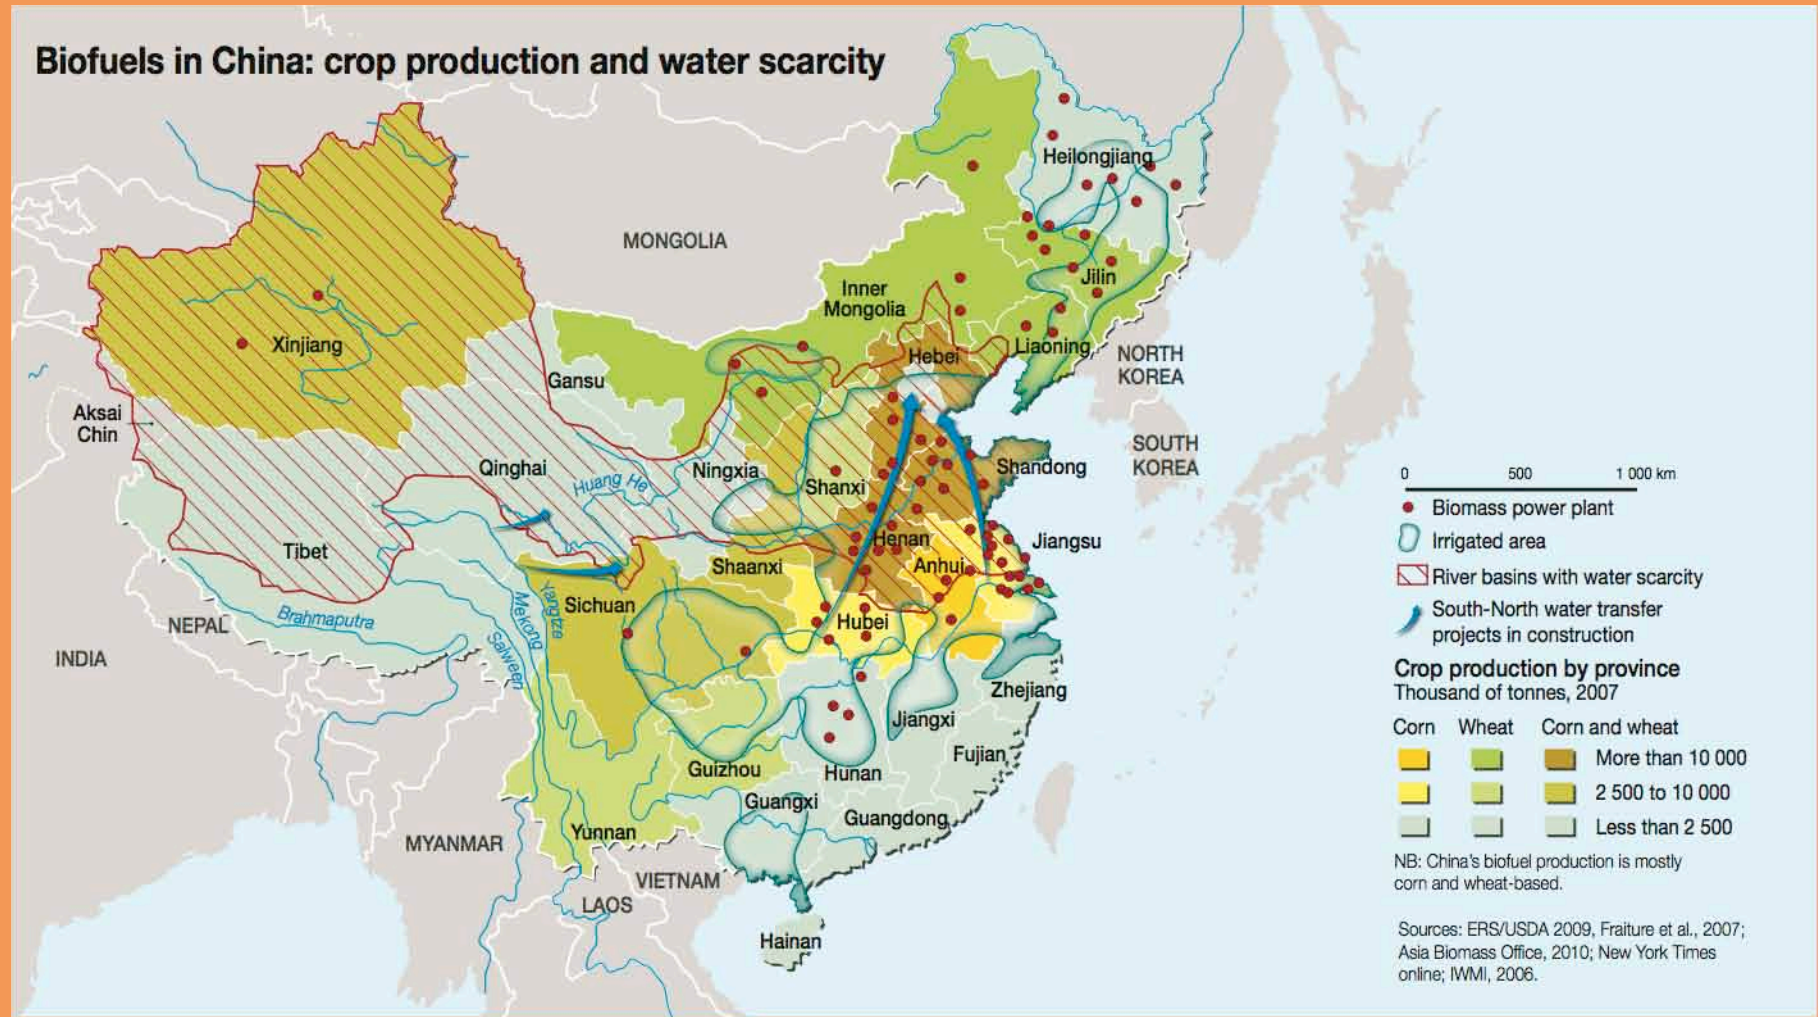 Biofuels in China: crop production and water scarcity
Heilongjiang
MONGOLIA
Jilin
Inner
Mongolia
Xinjiang
Hebei
Liaoning
NORTH
KOREA
Gansu
Aksai
Chin
SOUTH
KOREA
Qinghai
Ningxia
Shandong
Huang He
Shanxi
Tibet
Henan
Jiangsu
Shaanxi
Anhui
Sichuan
Yangtze
Mekong
Salween
Brahmaputra
NEPAL
Hubei
INDIA
Zhejiang
Jiangxi
Fujian
Guizhou
Hunan
Guangxi
Guangdong
Yunnan
MYANMAR
VIETNAM
LAOS
Hainan
0 500 1 000 km
Biomass power plant
Irrigated area
River basins with water scarcity
South-North water transfer
projects in construction
Crop production by province
Thousand of tonnes, 2007
Corn Wheat Corn and wheat
More than 10 000
2 500 to 10 000
Less than 2 500
NB: China's biofuel production is mostly
corn and wheat-based.
Sources: ERS/USDA 2009, Fraiture et al., 2007;
Asia Biomass Office, 2010; New York Times
online; IWMI, 2006.